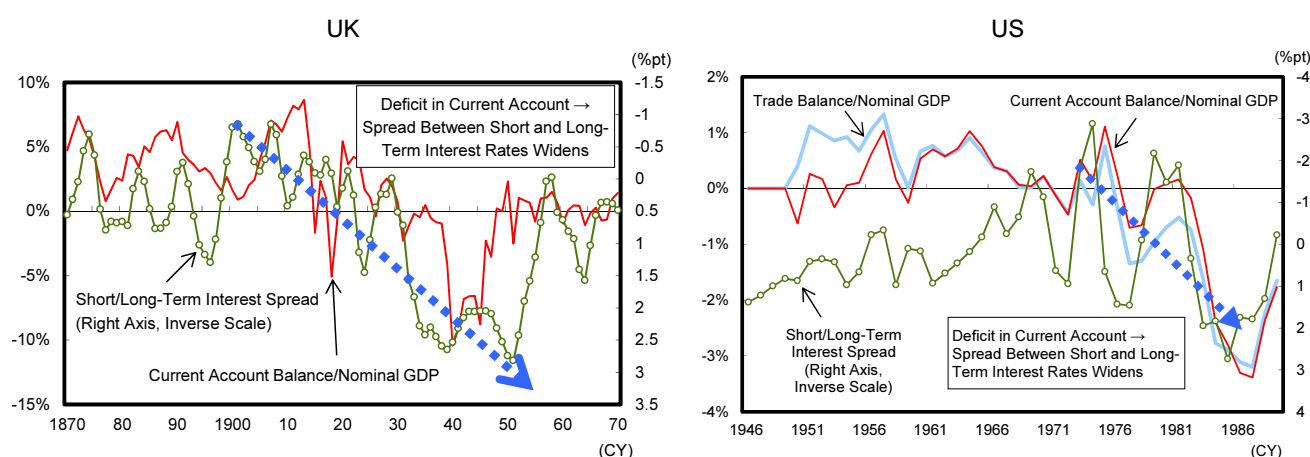 UK
(%pt)
10%
5%
0%
-5%
-10%
-15%
-1.5
-1
-0.5
0
0.5
1
1.5
2
2.5
3
3.5
Deficit in Current Account →
Spread Between Short and Long-
Term Interest Rates Widens
Short/Long-Term Interest Spread
(Right Axis, Inverse Scale)
Current Account Balance/Nominal GDP
1870 80 90 1900 10 20 30 40 50 60 70
(CY)
US
(%pt)
2%
1%
0%
-1%
-2%
-3%
-4%
-4
-3
-2
-1
0
1
2
3
4
Trade Balance/Nominal GDP
Current Account Balance/Nominal GDP
Short/Long-Term
Interest Spread
(Right Axis,
Inverse Scale)
Deficit in Current Account →
Spread Between Short and Long-
Term Interest Rates Widens
1946 1951 1956 1961 1966 1971 1976 1981 1986
(CY)